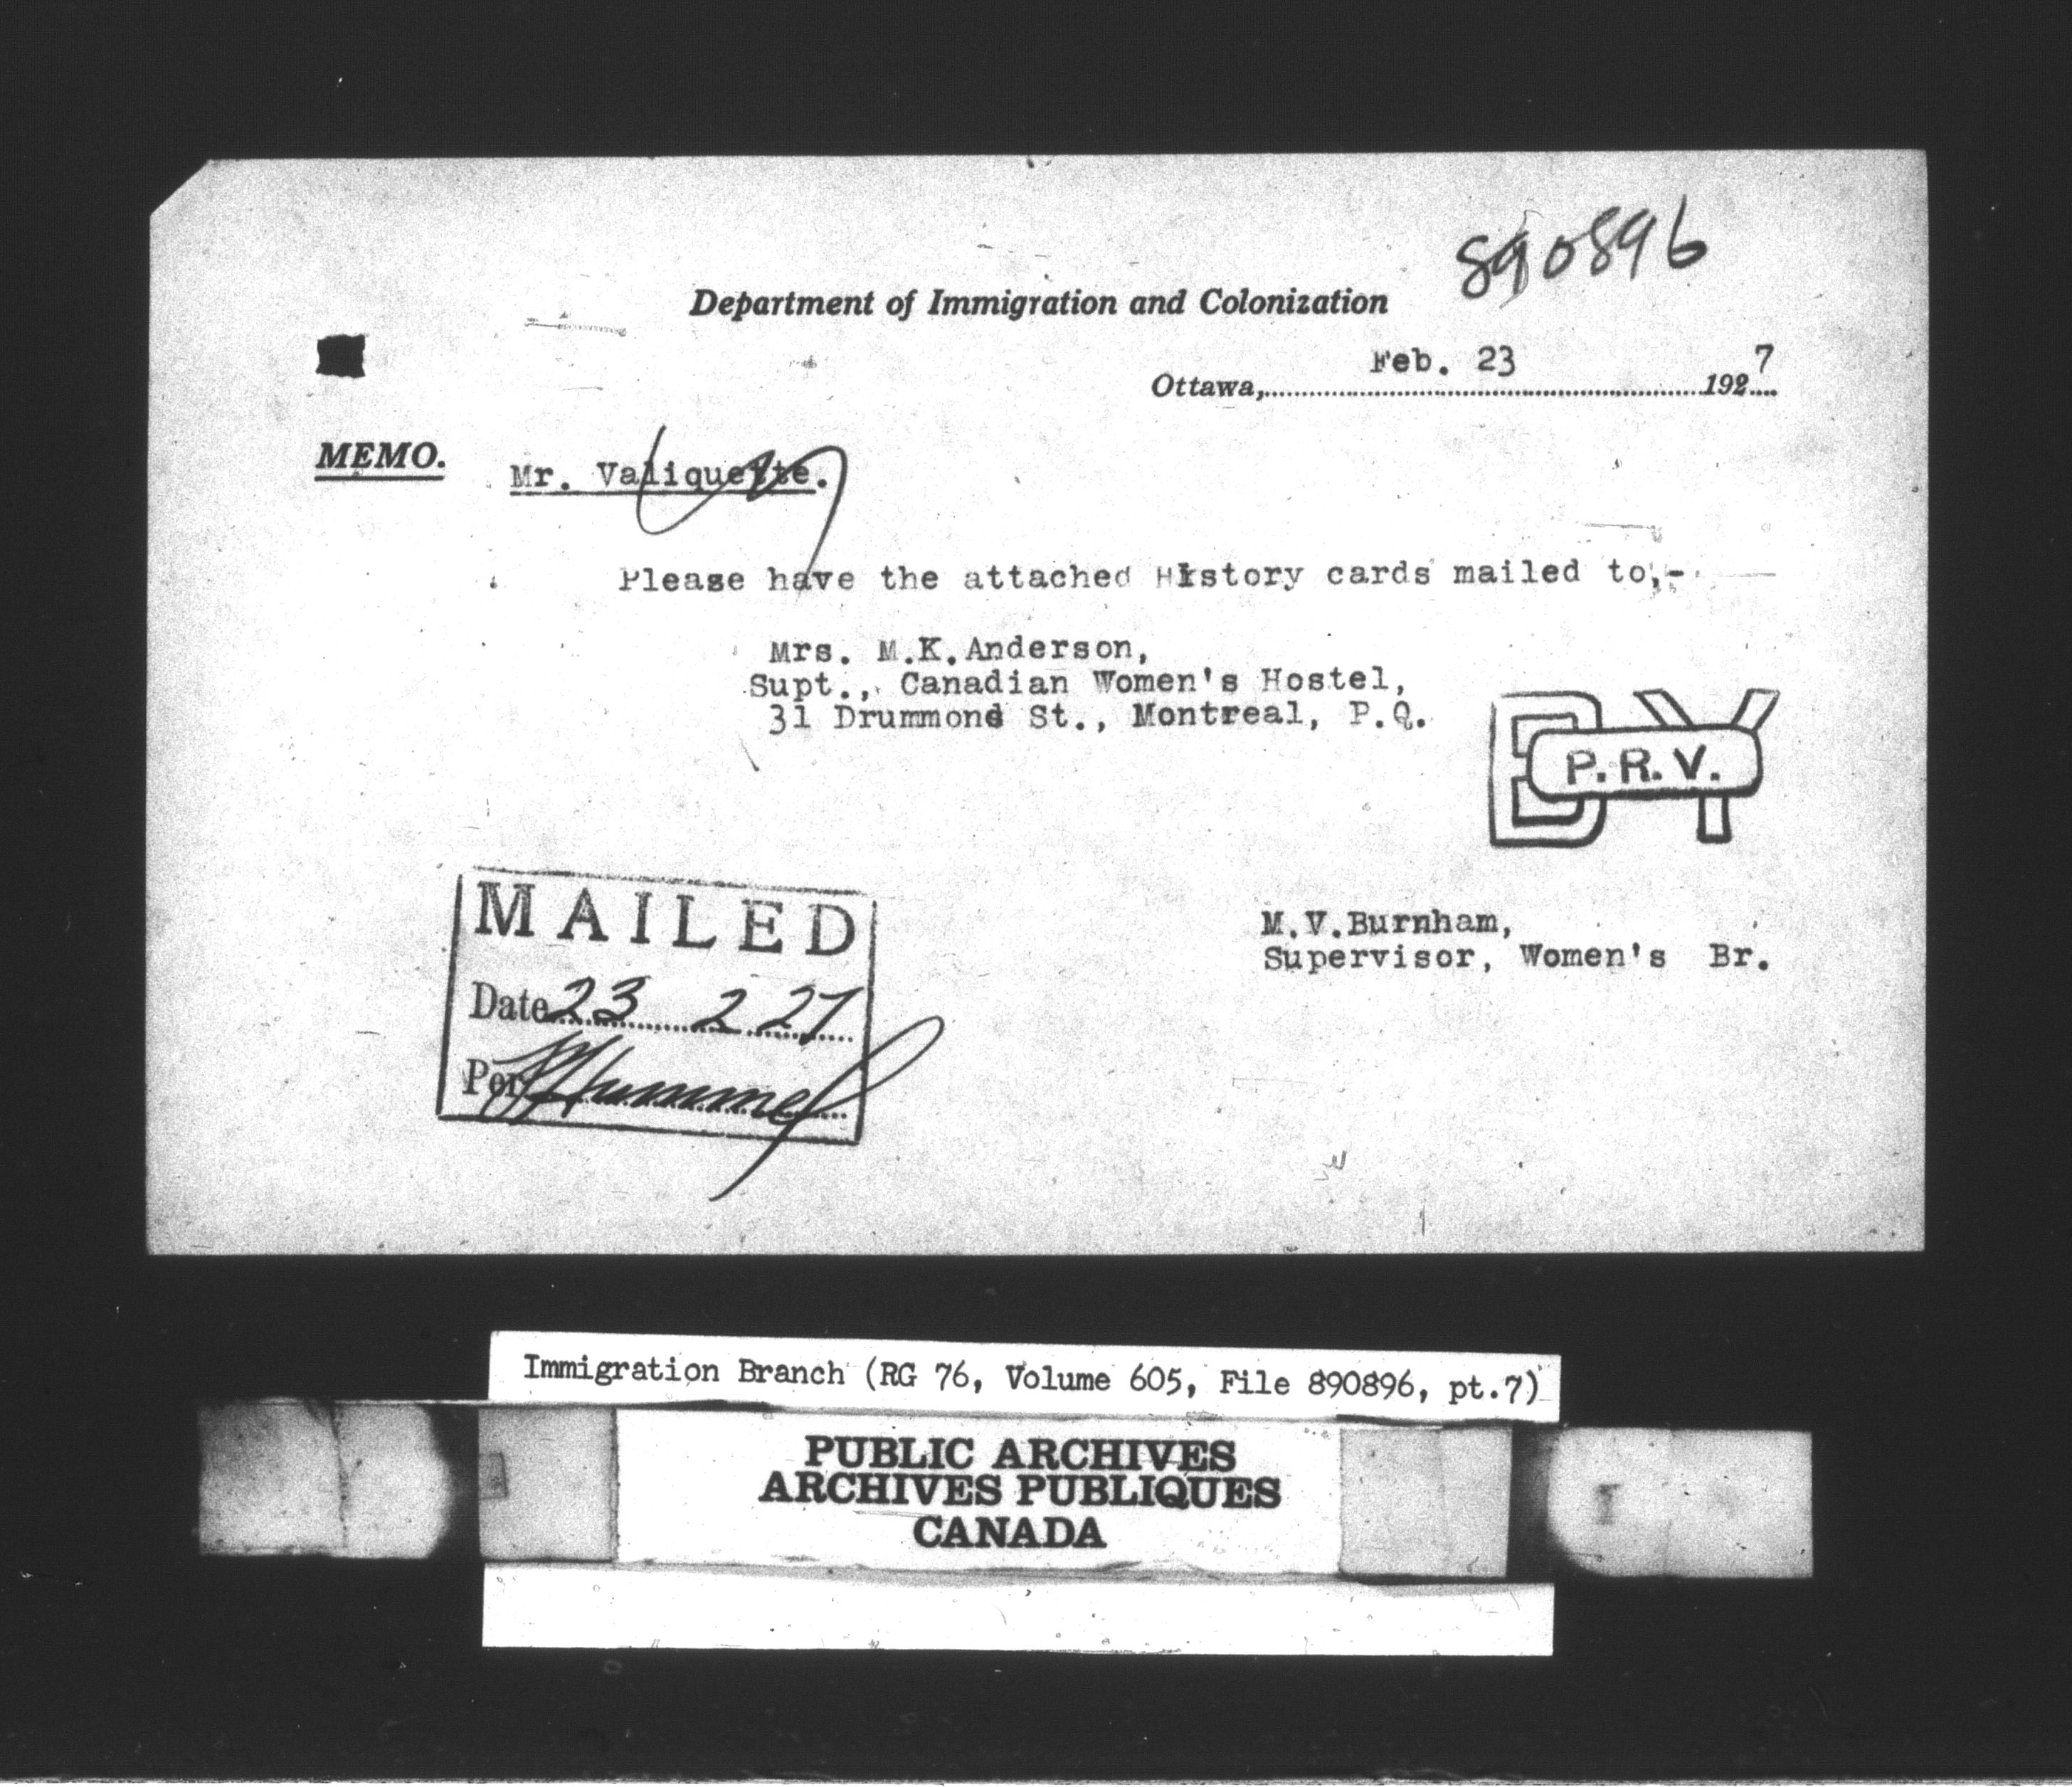 890896
Department of Immigration and Colonization
Ottawa, Feb. 23 1927
MEMO. Mr. Valiquette.
Please have the attached History cards mailed to,-
Mrs. M.K.Anderson,
Supt., Canadian Women's Hostel,
31 Drummond St., Montreal, P.Q.
BY
P.R.V.
MAILED
Date 23 2 27
Per Hummel
M.V.Burnham,
Supervisor, Women's Br.
Immigration Branch (RG 76, Volume 605, File 890896, pt.7)
PUBLIC ARCHIVES
ARCHIVES PUBLIQUES
CANADA